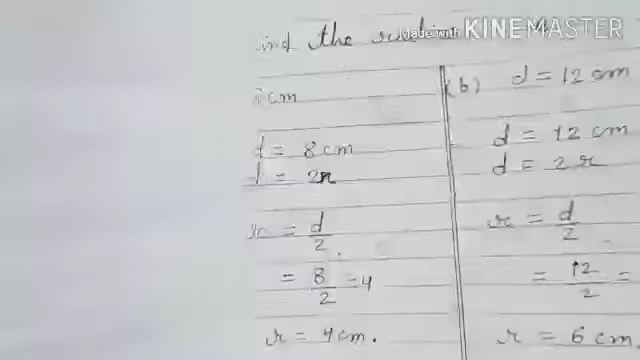 Made with KINEMASTER
the
cm
d = 8 cm
= 2r
r = d/2
= 8/2 = 4
r = 4 cm.
(b) d = 12 cm
d = 12 cm
d = 2r
r = d/2
= 12/2 =
r = 6 cm